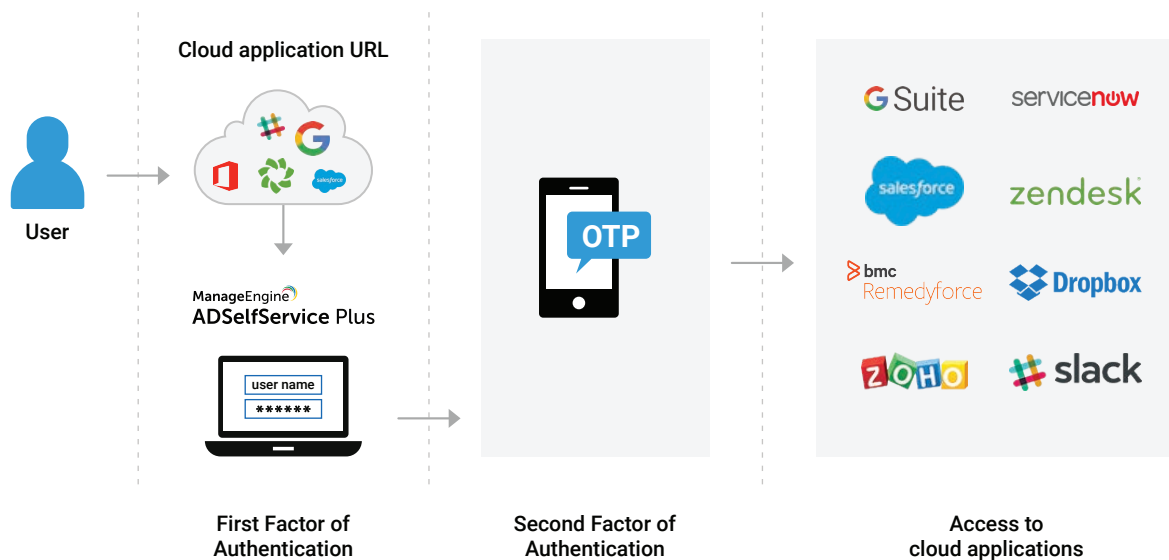 Cloud application URL
salesforce
User
ManageEngine
ADSelfService Plus
user name
******
First Factor of
Authentication
OTP
Second Factor of
Authentication
G Suite
servicenow
salesforce
zendesk
bmc
Remedyforce
Dropbox
ZOHO
slack
Access to
cloud applications